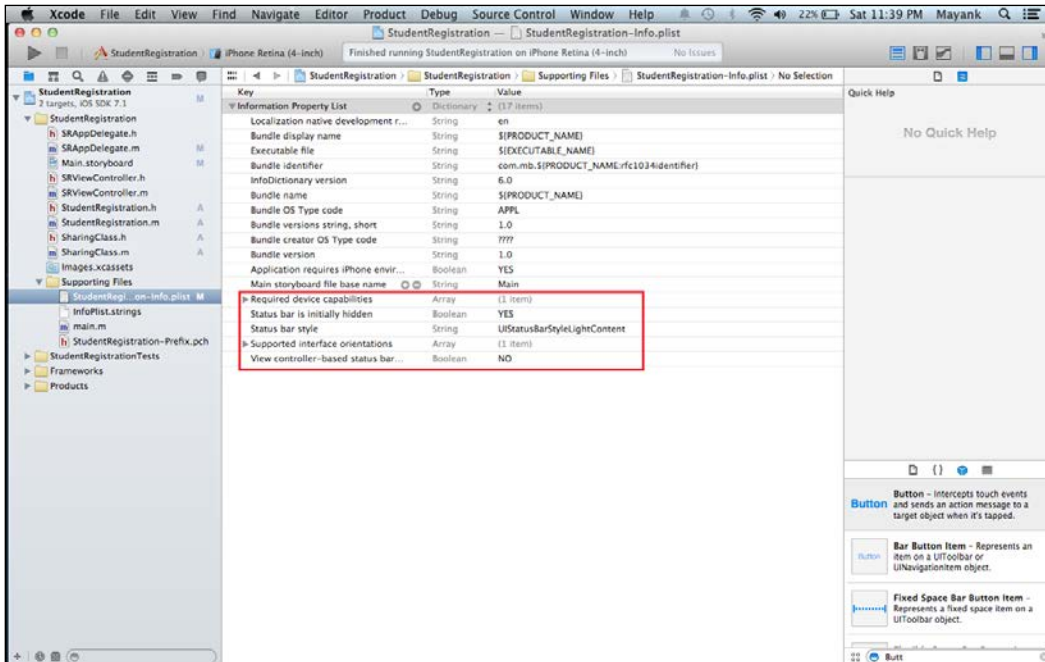 Xcode File Edit View Find Navigate Editor Product Debug Source Control Window Help 22% Sat 11:39 PM Mayank
StudentRegistration — StudentRegistration-Info.plist
StudentRegistration iPhone Retina (4-inch) Finished running StudentRegistration on iPhone Retina (4-inch) No Issues
StudentRegistration StudentRegistration Supporting Files StudentRegistration-Info.plist No Selection
StudentRegistration M
2 targets, iOS SDK 7.1
StudentRegistration
h SRAppDelegate.h
m SRAppDelegate.m M
Main.storyboard M
h SRViewController.h
m SRViewController.m
h StudentRegistration.h A
m StudentRegistration.m A
h SharingClass.h A
m SharingClass.m A
Images.xcassets
Supporting Files
StudentRegi...on-Info.plist M
InfoPlist.strings
m main.m
h StudentRegistration-Prefix.pch
StudentRegistrationTests
Frameworks
Products
Key Type Value
Information Property List Dictionary (17 items)
Localization native development r... String en
Bundle display name String ${PRODUCT_NAME}
Executable file String ${EXECUTABLE_NAME}
Bundle identifier String com.mb.${PRODUCT_NAME:rfc1034identifier}
InfoDictionary version String 6.0
Bundle name String ${PRODUCT_NAME}
Bundle OS Type code String APPL
Bundle versions string, short String 1.0
Bundle creator OS Type code String ????
Bundle version String 1.0
Application requires iPhone envir... Boolean YES
Main storyboard file base name String Main
Required device capabilities Array (1 item)
Status bar is initially hidden Boolean YES
Status bar style String UIStatusBarStyleLightContent
Supported interface orientations Array (1 item)
View controller-based status bar... Boolean NO
Quick Help
No Quick Help
{}
Button
Button - Intercepts touch events
and sends an action message to a
target object when it's tapped.
Button
Bar Button Item - Represents an
item on a UIToolbar or
UINavigationItem object.
Fixed Space Bar Button Item -
Represents a fixed space item on a
UIToolbar object.
Butt